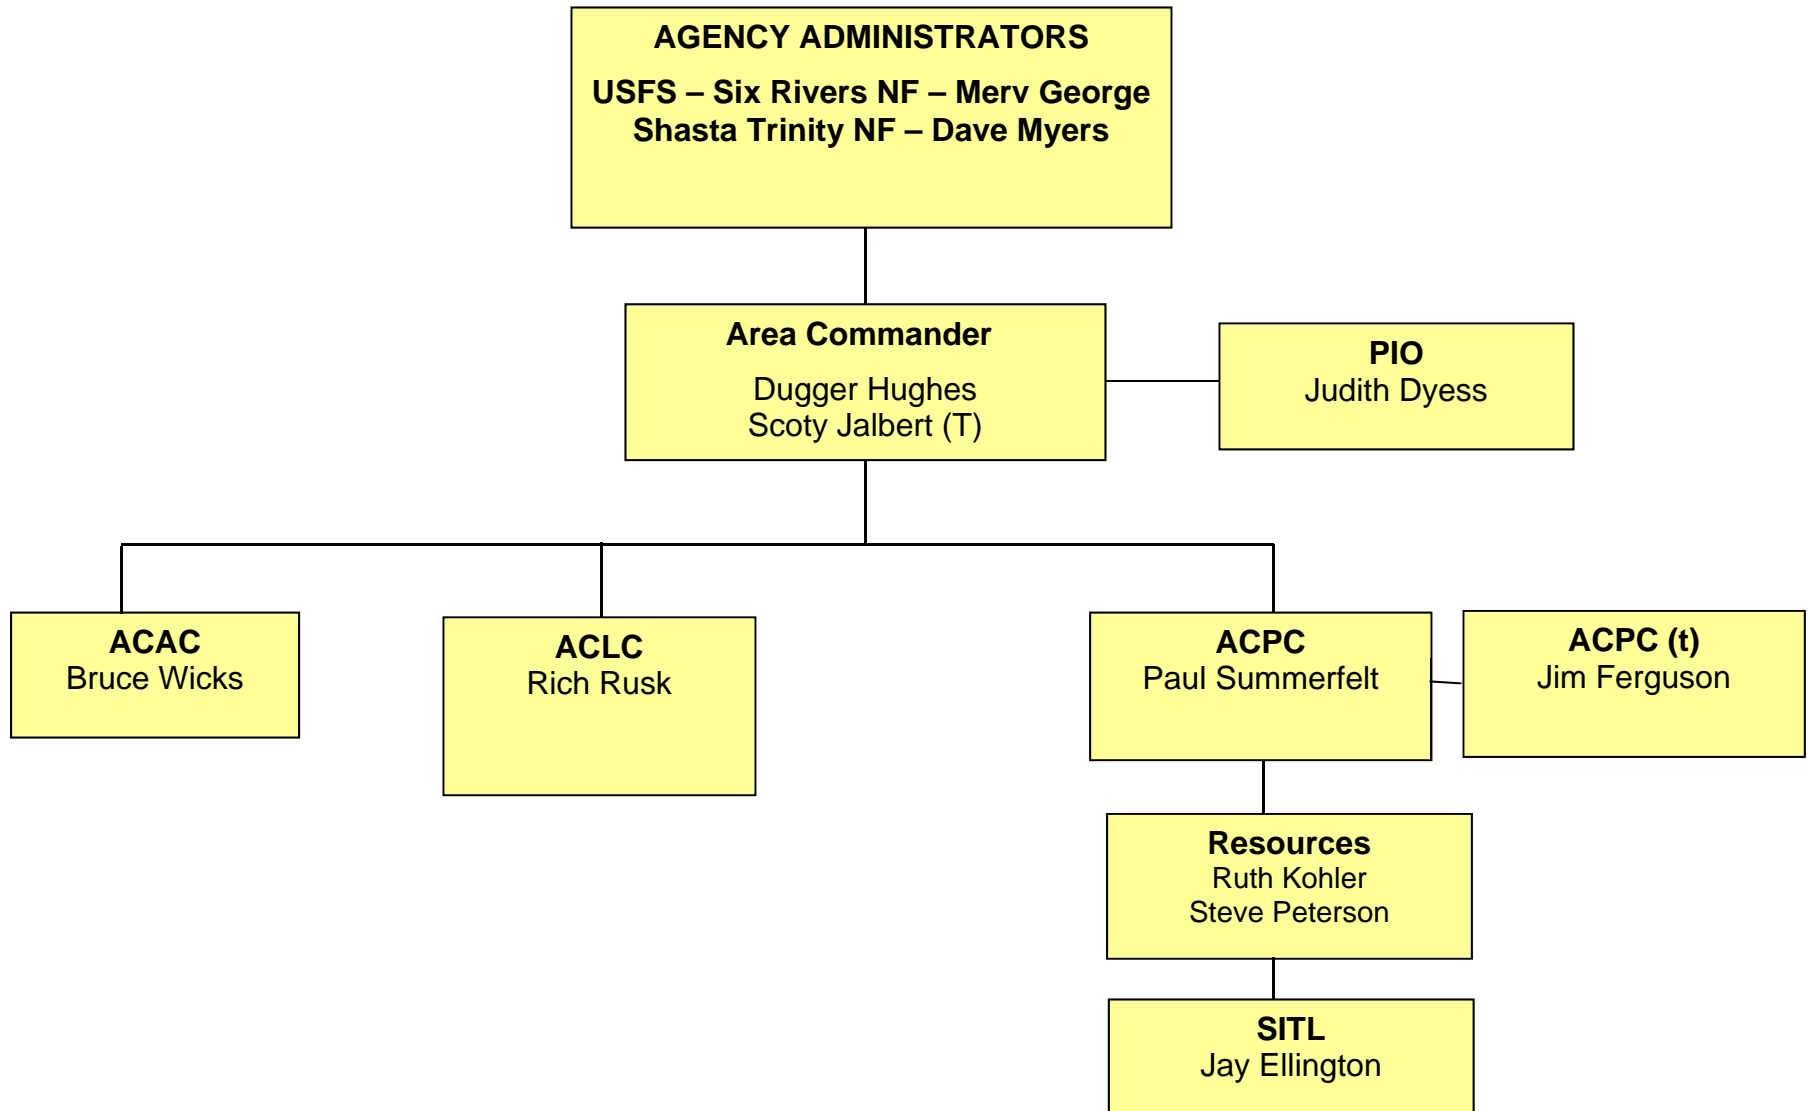 AGENCY ADMINISTRATORS
USFS – Six Rivers NF – Merv George
Shasta Trinity NF – Dave Myers
Area Commander
Dugger Hughes
Scoty Jalbert (T)
PIO
Judith Dyess
ACAC
Bruce Wicks
ACLC
Rich Rusk
ACPC
Paul Summerfelt
ACPC (t)
Jim Ferguson
Resources
Ruth Kohler
Steve Peterson
SITL
Jay Ellington